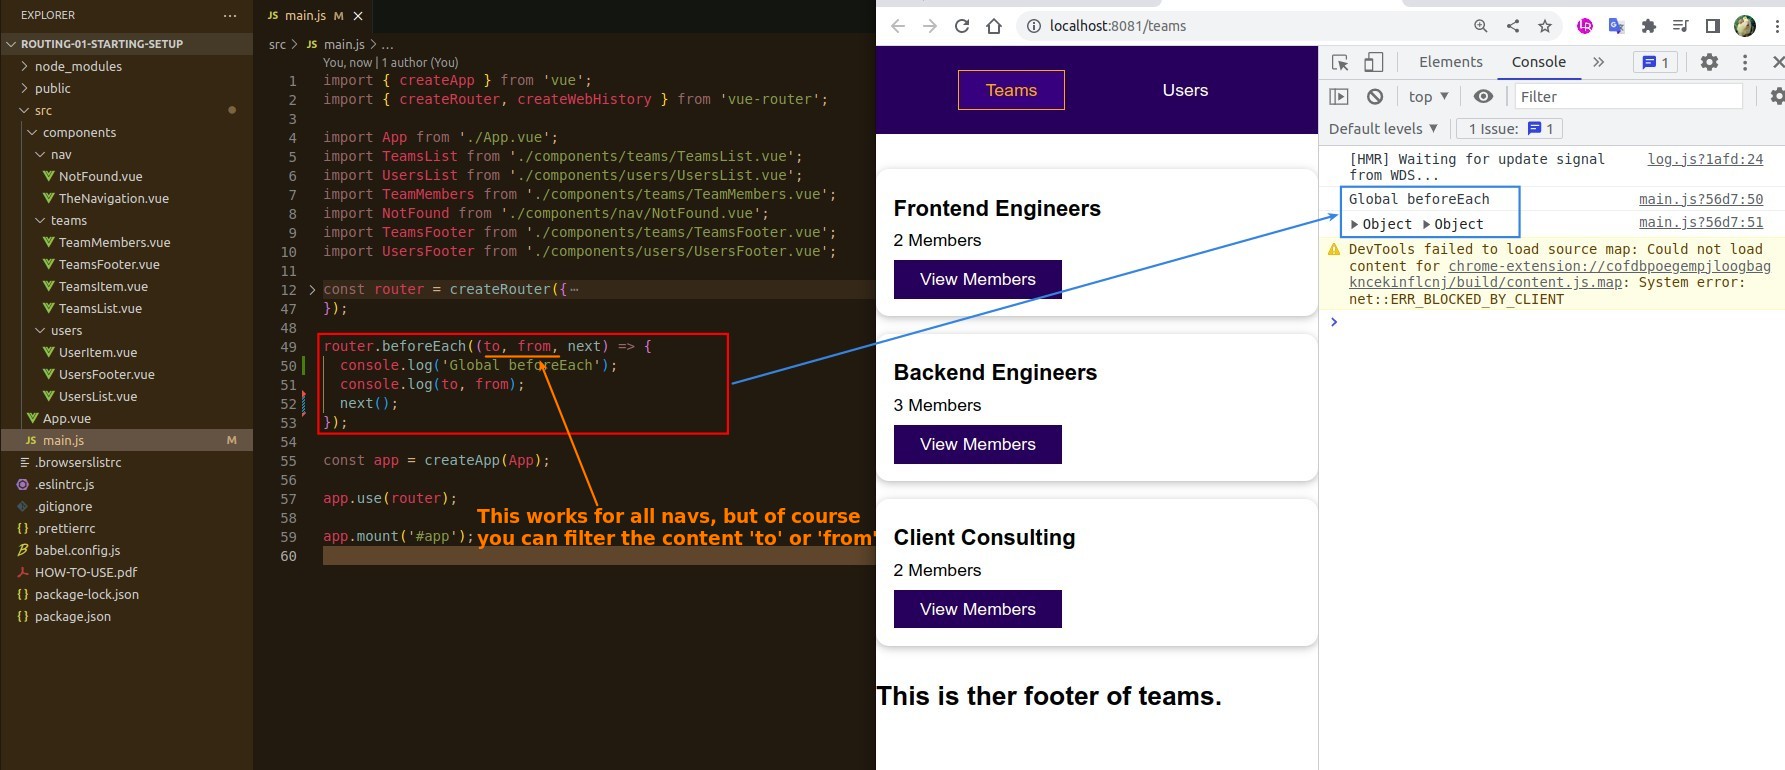 EXPLORER
ROUTING-01-STARTING-SETUP
node_modules
public
src
components
nav
NotFound.vue
TheNavigation.vue
teams
TeamMembers.vue
TeamsFooter.vue
TeamsItem.vue
TeamsList.vue
users
UserItem.vue
UsersFooter.vue
UsersList.vue
App.vue
JS main.js M
.browserslistrc
.eslintrc.js
.gitignore
{} .prettierrc
babel.config.js
HOW-TO-USE.pdf
{} package-lock.json
{} package.json
JS main.js M
src > JS main.js > ...
You, now | 1 author (You)
1 import { createApp } from 'vue';
2 import { createRouter, createWebHistory } from 'vue-router';
3
4 import App from './App.vue';
5 import TeamsList from './components/teams/TeamsList.vue';
6 import UsersList from './components/users/UsersList.vue';
7 import TeamMembers from './components/teams/TeamMembers.vue';
8 import NotFound from './components/nav/NotFound.vue';
9 import TeamsFooter from './components/teams/TeamsFooter.vue';
10 import UsersFooter from './components/users/UsersFooter.vue';
11
12 const router = createRouter({⋯
47 });
48
49 router.beforeEach((to, from, next) => {
50 console.log('Global beforeEach');
51 console.log(to, from);
52 next();
53 });
54
55 const app = createApp(App);
56
57 app.use(router);
58
59 app.mount('#app');
60
This works for all navs, but of course
you can filter the content 'to' or 'from'
localhost:8081/teams
Teams Users
Frontend Engineers
2 Members
View Members
Backend Engineers
3 Members
View Members
Client Consulting
2 Members
View Members
This is ther footer of teams.
Elements Console 1
top Filter
Default levels 1 Issue: 1
[HMR] Waiting for update signal log.js?1afd:24
from WDS...
Global beforeEach main.js?56d7:50
Object Object main.js?56d7:51
DevTools failed to load source map: Could not load
content for chrome-extension://cofdbpoegempjloogbag
kncekinflcnj/build/content.js.map: System error:
net::ERR_BLOCKED_BY_CLIENT